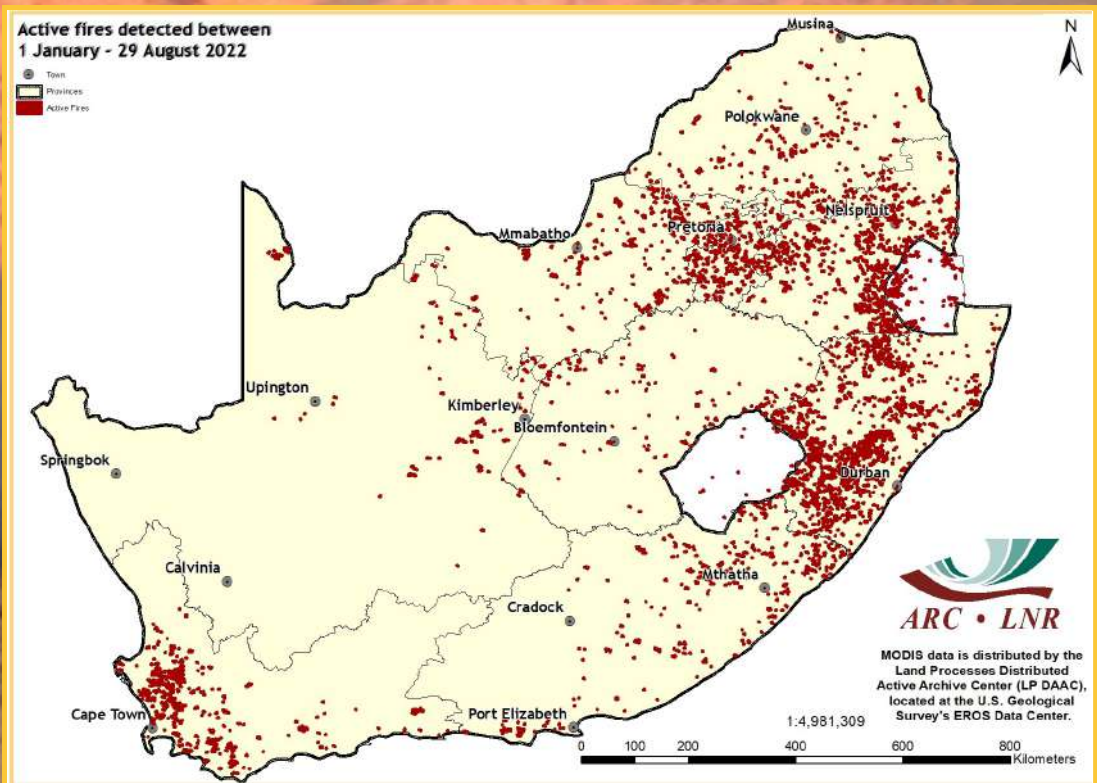 Active fires detected between
1 January - 29 August 2022
Town
Provinces
Active Fires
N
Musina
Polokwane
Nelspruit
Pretoria
Mmabatho
Upington
Kimberley
Bloemfontein
Springbok
Durban
Calvinia
Mthatha
Cradock
Cape Town
Port Elizabeth
ARC • LNR
MODIS data is distributed by the
Land Processes Distributed
Active Archive Center (LP DAAC),
located at the U.S. Geological
Survey's EROS Data Center.
1:4,981,309
0 100 200 400 600 800
Kilometers